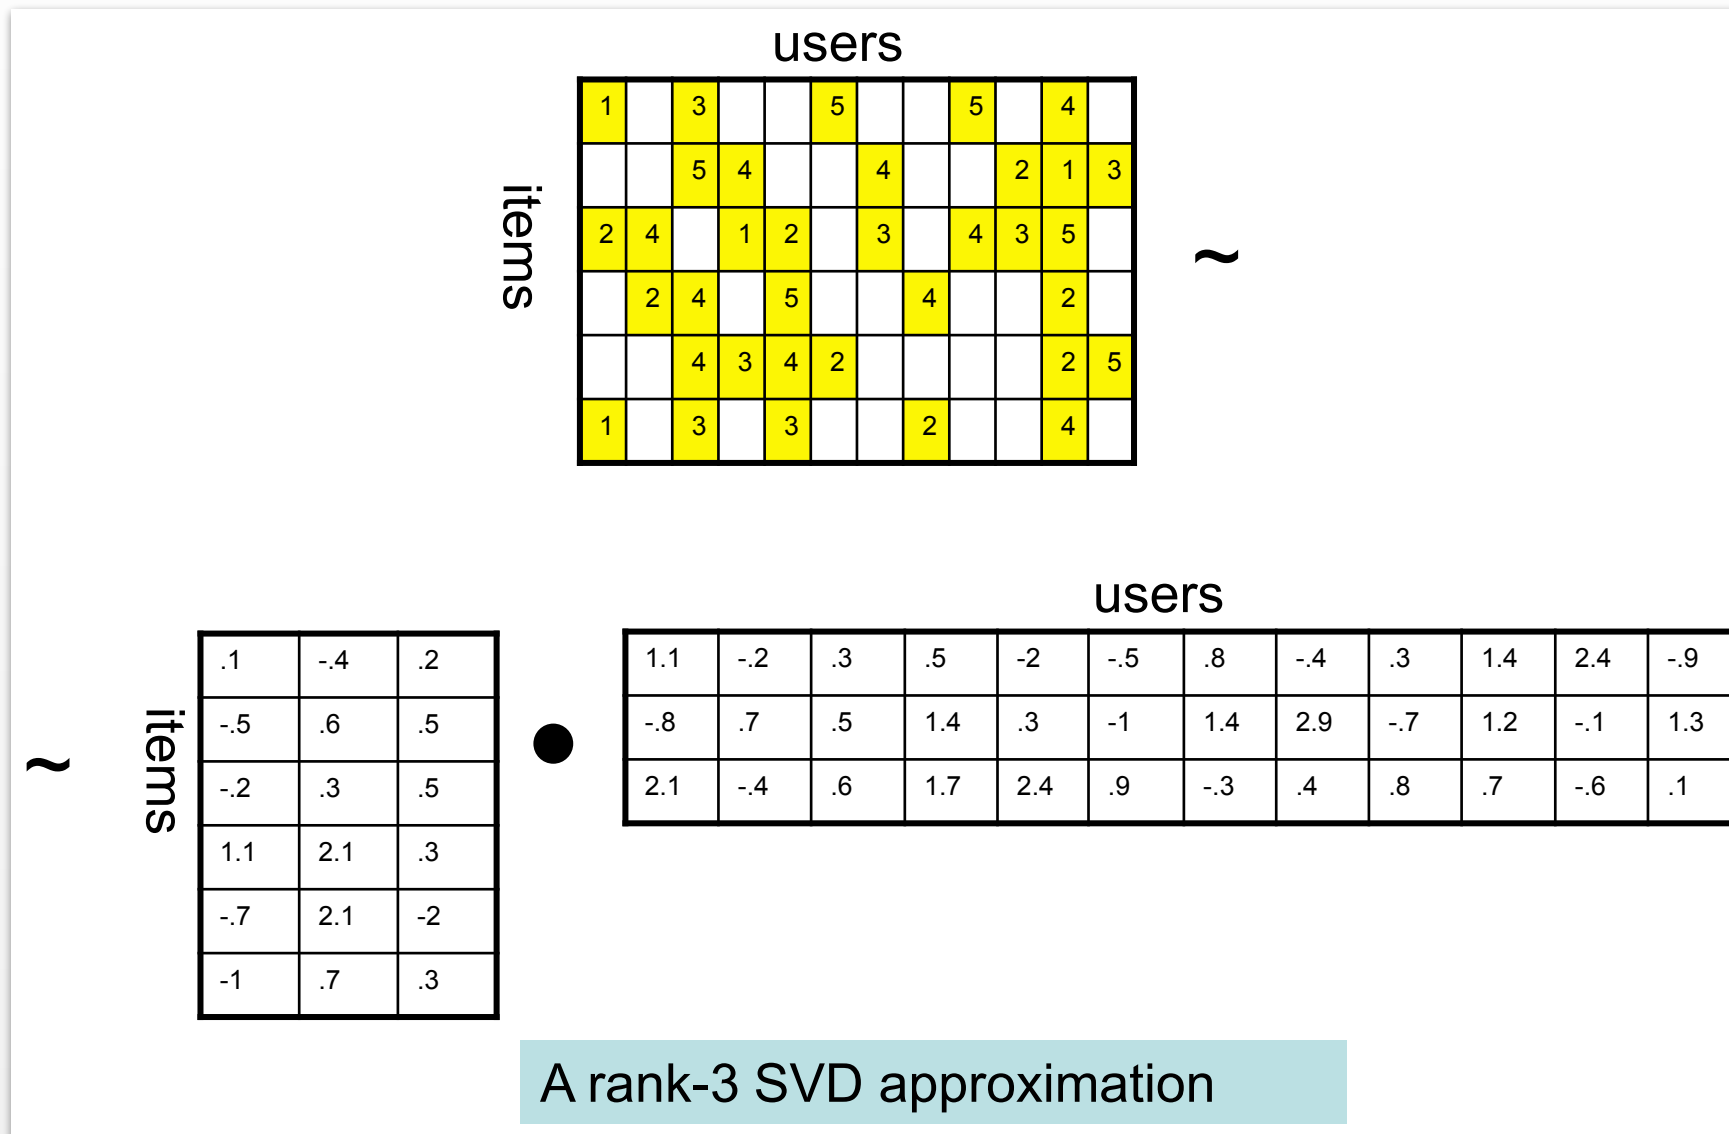 users
items
1 3 5 5 4
5 4 4 2 1 3
2 4 1 2 3 4 3 5
2 4 5 4 2
4 3 4 2 2 5
1 3 3 2 4
~
~
items
.1 -.4 .2
-.5 .6 .5
-.2 .3 .5
1.1 2.1 .3
-.7 2.1 -2
-1 .7 .3
●
users
1.1 -.2 .3 .5 -2 -.5 .8 -.4 .3 1.4 2.4 -.9
-.8 .7 .5 1.4 .3 -1 1.4 2.9 -.7 1.2 -.1 1.3
2.1 -.4 .6 1.7 2.4 .9 -.3 .4 .8 .7 -.6 .1
A rank-3 SVD approximation